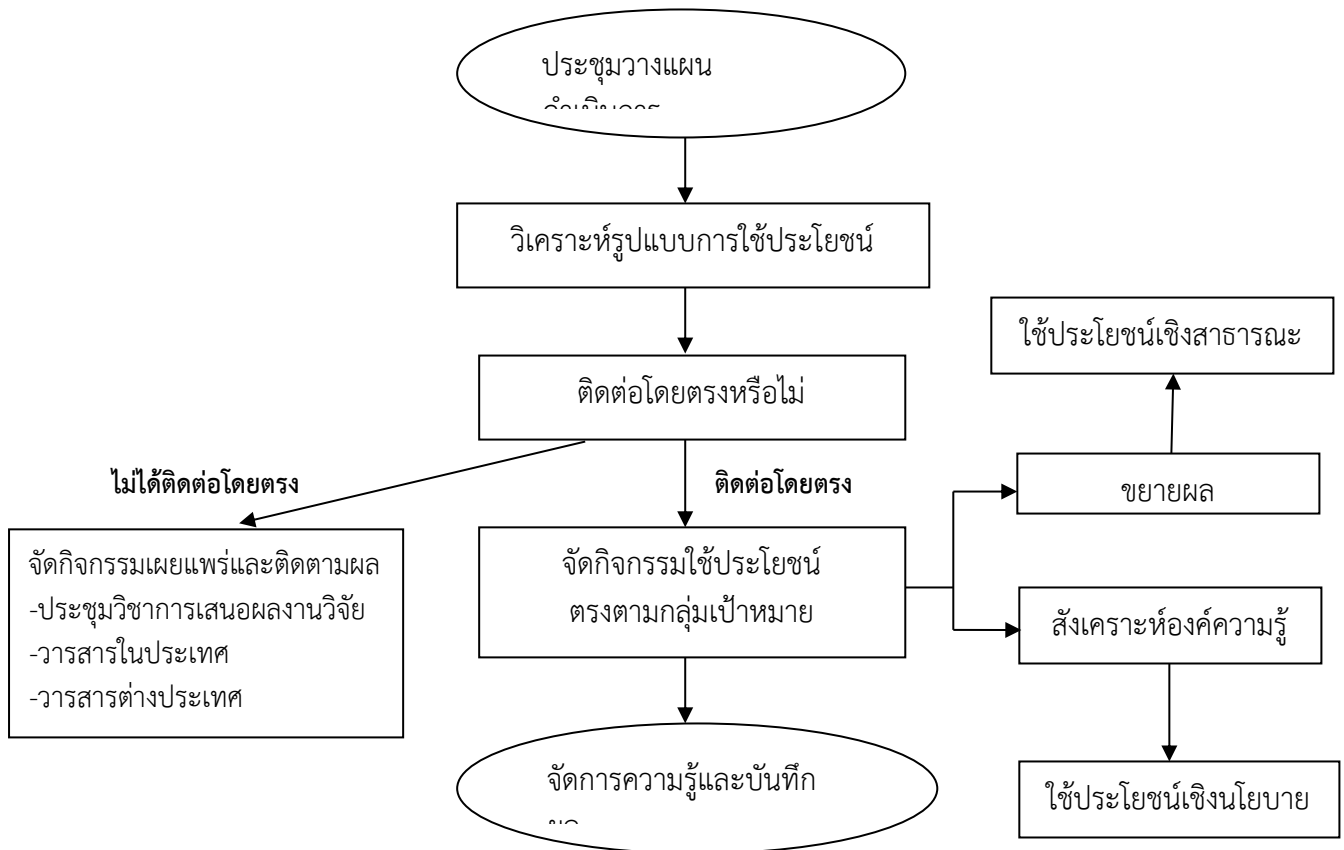 ประชุมวางแผน
วิเคราะห์รูปแบบการใช้ประโยชน์
ใช้ประโยชน์เชิงสาธารณะ
ติดต่อโดยตรงหรือไม่
ไม่ได้ติดต่อโดยตรง
ติดต่อโดยตรง
ขยายผล
จัดกิจกรรมเผยแพร่และติดตามผล
-ประชุมวิชาการเสนอผลงานวิจัย
-วารสารในประเทศ
-วารสารต่างประเทศ
จัดกิจกรรมใช้ประโยชน์
ตรงตามกลุ่มเป้าหมาย
สังเคราะห์องค์ความรู้
จัดการความรู้และบันทึก
ใช้ประโยชน์เชิงนโยบาย